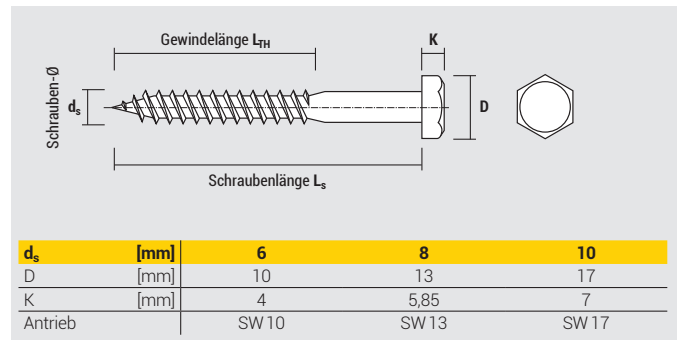 Gewindelänge LTH
K
Schrauben-Ø
ds
D
Schraubenlänge Ls
ds [mm] 6 8 10
D [mm] 10 13 17
K [mm] 4 5,85 7
Antrieb SW10 SW13 SW17